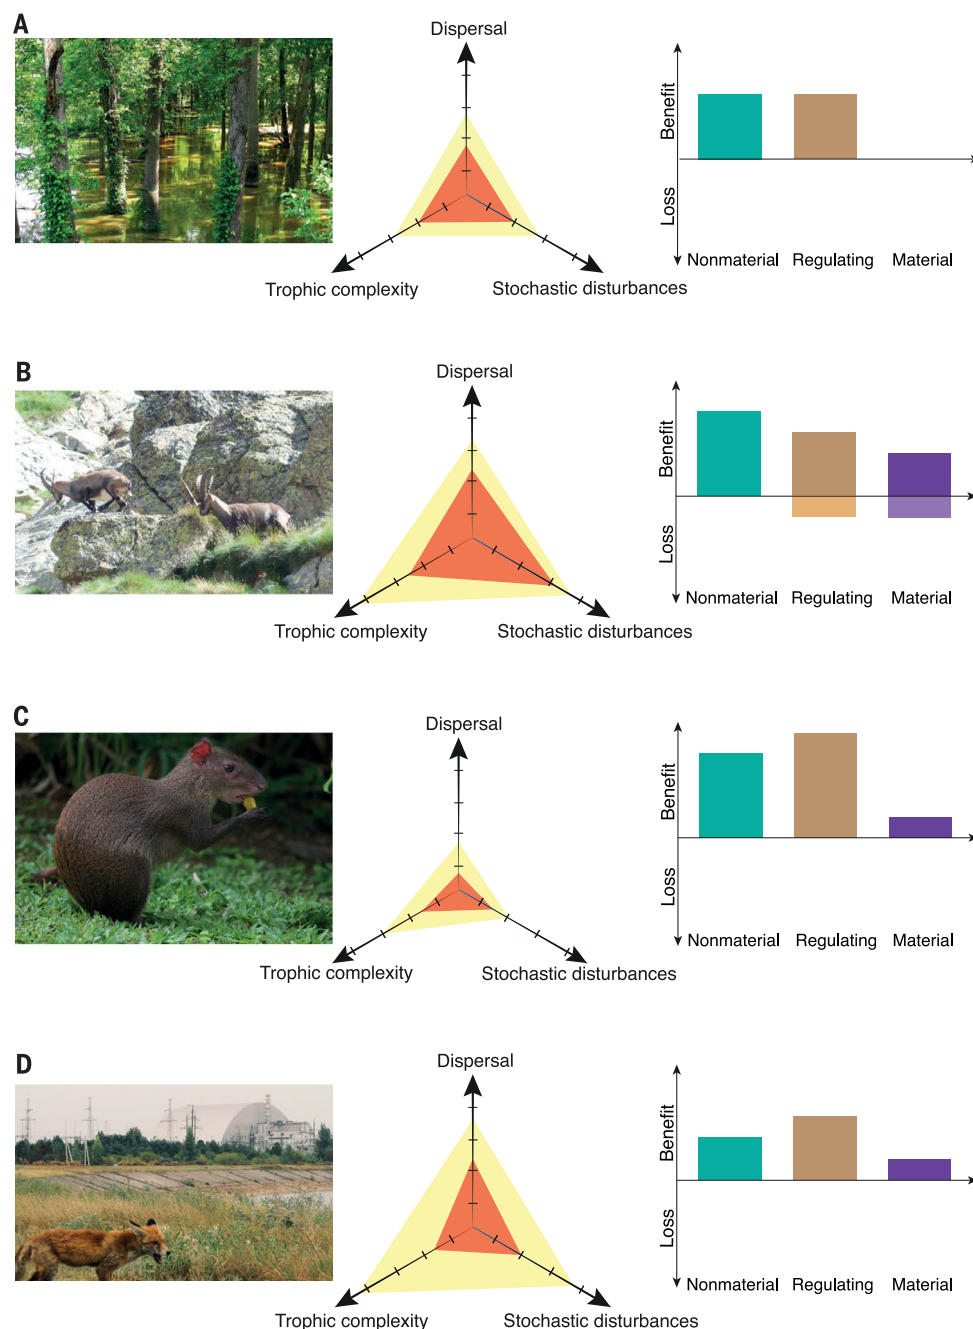 A
Dispersal
Trophic complexity
Stochastic disturbances
Benefit
Loss
Nonmaterial
Regulating
Material
B
Dispersal
Trophic complexity
Stochastic disturbances
Benefit
Loss
Nonmaterial
Regulating
Material
C
Dispersal
Trophic complexity
Stochastic disturbances
Benefit
Loss
Nonmaterial
Regulating
Material
D
Dispersal
Trophic complexity
Stochastic disturbances
Benefit
Loss
Nonmaterial
Regulating
Material